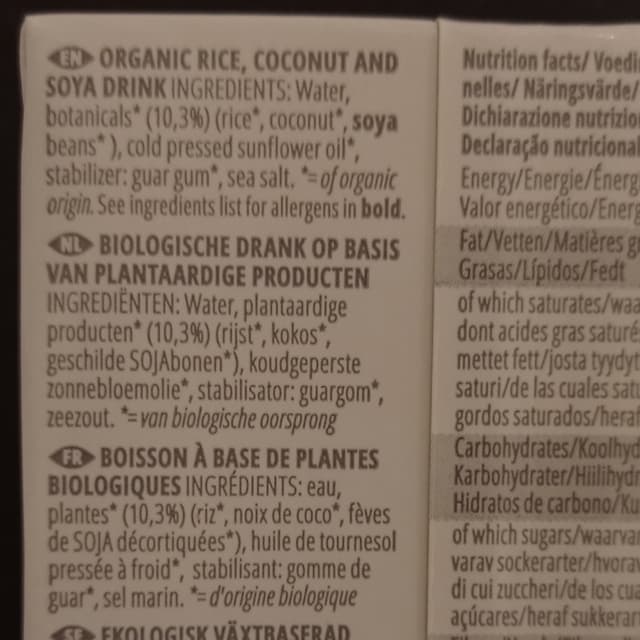 EN ORGANIC RICE, COCONUT AND
SOYA DRINK INGREDIENTS: Water,
botanicals* (10,3%) (rice*, coconut*, soya
beans* ), cold pressed sunflower oil*,
stabilizer: guar gum*, sea salt. *= of organic
origin. See ingredients list for allergens in bold.
NL BIOLOGISCHE DRANK OP BASIS
VAN PLANTAARDIGE PRODUCTEN
INGREDIËNTEN: Water, plantaardige
producten* (10,3%) (rijst*, kokos*,
geschilde SOJAbonen*), koudgeperste
zonnebloemolie*, stabilisator: guargom*,
zeezout. *= van biologische oorsprong
FR BOISSON À BASE DE PLANTES
BIOLOGIQUES INGRÉDIENTS: eau,
plantes* (10,3%) (riz*, noix de coco*, fèves
de SOJA décortiquées*), huile de tournesol
pressée à froid*, stabilisant: gomme de
guar*, sel marin. *= d'origine biologique
SE EKOLOGISK VÄXTBASERAD
Nutrition facts/ Voedi
nelles/ Näringsvärde/
Dichiarazione nutrizio
Declaração nutricional
Energy/Energie/Énerg
Valor energético/Energ
Fat/Vetten/Matières g
Grasas/Lípidos/Fedt
of which saturates/waa
dont acides gras saturé
mettet fett/josta tyydyt
saturi/de las cuales satu
gordos saturados/heraf
Carbohydrates/Koolhyd
Karbohydrater/Hiilihydr
Hidratos de carbono/Ku
of which sugars/waarvan
varav sockerarter/hvorav
di cui zuccheri/de los cua
açúcares/heraf sukkerar